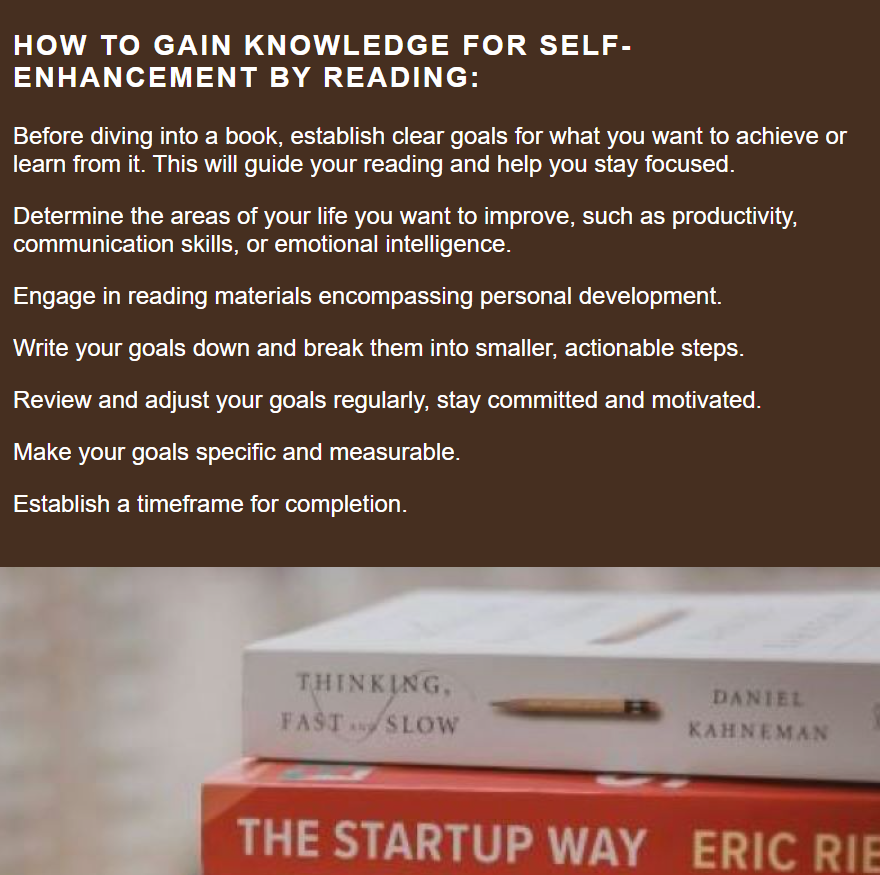 HOW TO GAIN KNOWLEDGE FOR SELF-
ENHANCEMENT BY READING:
Before diving into a book, establish clear goals for what you want to achieve or
learn from it. This will guide your reading and help you stay focused.
Determine the areas of your life you want to improve, such as productivity,
communication skills, or emotional intelligence.
Engage in reading materials encompassing personal development.
Write your goals down and break them into smaller, actionable steps.
Review and adjust your goals regularly, stay committed and motivated.
Make your goals specific and measurable.
Establish a timeframe for completion.
THINKING,
FAST AND SLOW
DANIEL
KAHNEMAN
THE STARTUP WAY ERIC RIE